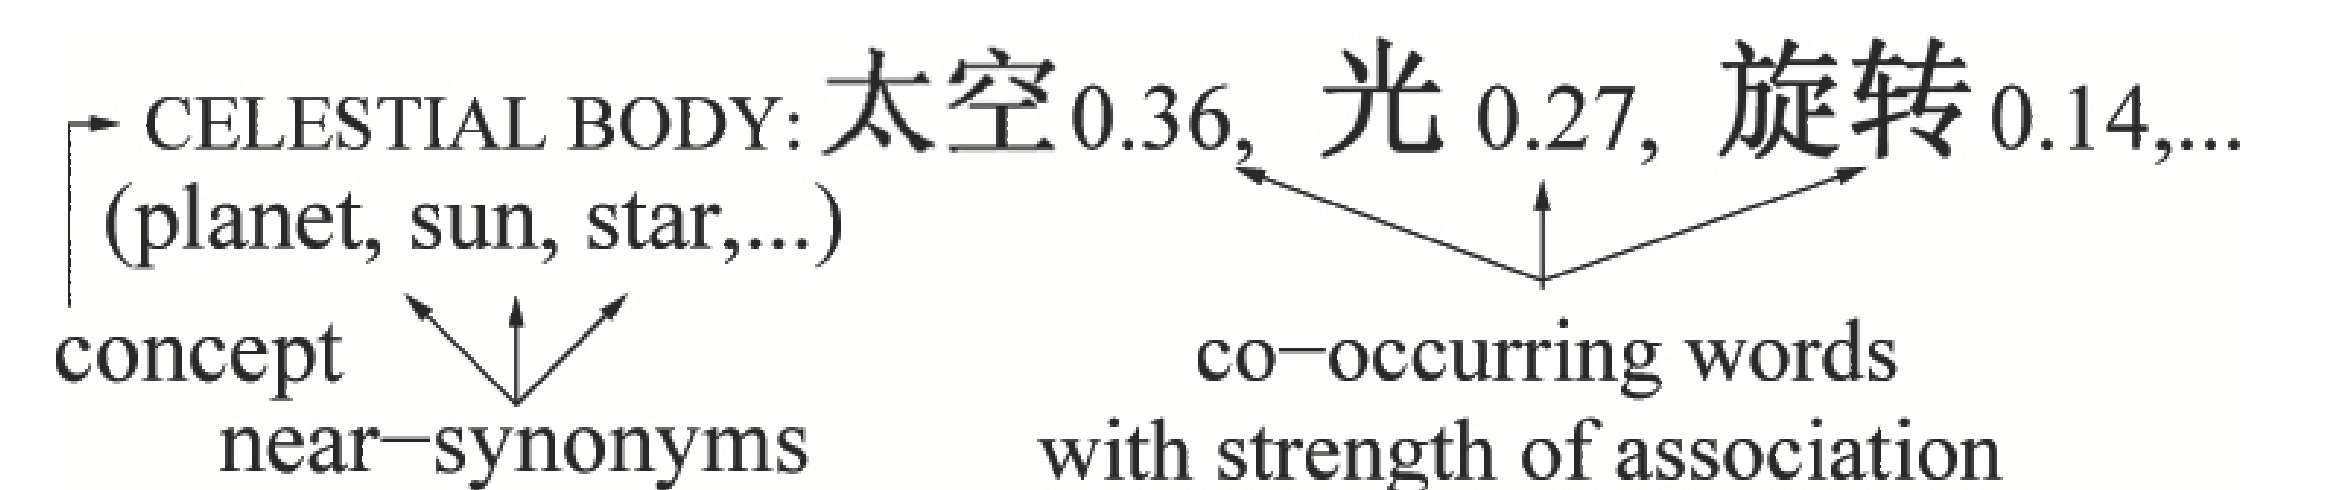 CELESTIAL BODY: 太空0.36, 光 0.27, 旋转0.14,...
(planet, sun, star,...)
concept
near−synonyms
co−occurring words
with strength of association